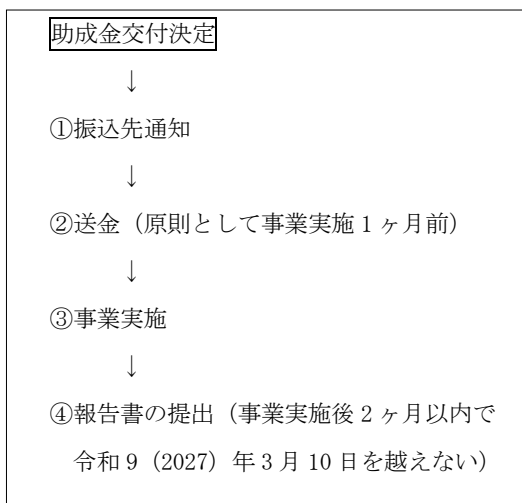 助成金交付決定
↓
①振込先通知
↓
②送金（原則として事業実施1ヶ月前）
↓
③事業実施
↓
④報告書の提出（事業実施後2ヶ月以内で
令和9（2027）年3月10日を越えない）